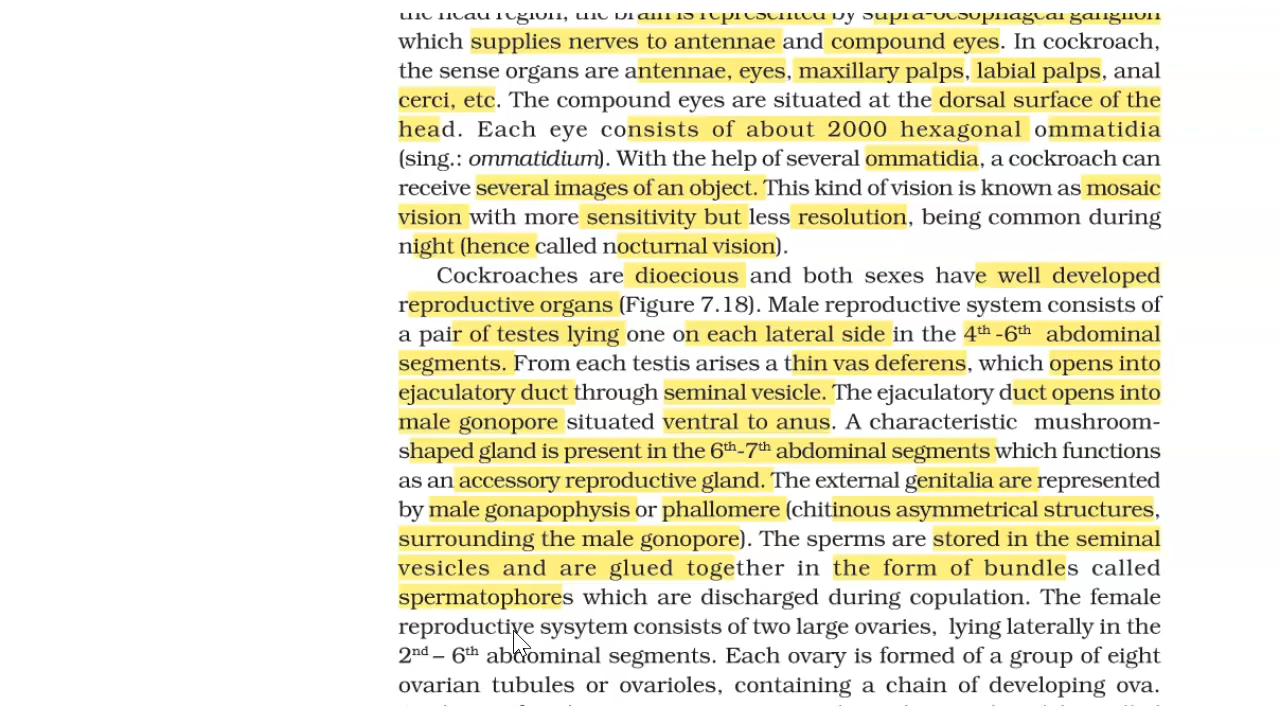 the head region, the brain is represented by supra-oesophageal ganglion
which supplies nerves to antennae and compound eyes. In cockroach,
the sense organs are antennae, eyes, maxillary palps, labial palps, anal
cerci, etc. The compound eyes are situated at the dorsal surface of the
head. Each eye consists of about 2000 hexagonal ommatidia
(sing.: ommatidium). With the help of several ommatidia, a cockroach can
receive several images of an object. This kind of vision is known as mosaic
vision with more sensitivity but less resolution, being common during
night (hence called nocturnal vision).
Cockroaches are dioecious and both sexes have well developed
reproductive organs (Figure 7.18). Male reproductive system consists of
a pair of testes lying one on each lateral side in the 4th -6th abdominal
segments. From each testis arises a thin vas deferens, which opens into
ejaculatory duct through seminal vesicle. The ejaculatory duct opens into
male gonopore situated ventral to anus. A characteristic mushroom-
shaped gland is present in the 6th-7th abdominal segments which functions
as an accessory reproductive gland. The external genitalia are represented
by male gonapophysis or phallomere (chitinous asymmetrical structures,
surrounding the male gonopore). The sperms are stored in the seminal
vesicles and are glued together in the form of bundles called
spermatophores which are discharged during copulation. The female
reproductive sysytem consists of two large ovaries, lying laterally in the
2nd – 6th abdominal segments. Each ovary is formed of a group of eight
ovarian tubules or ovarioles, containing a chain of developing ova.